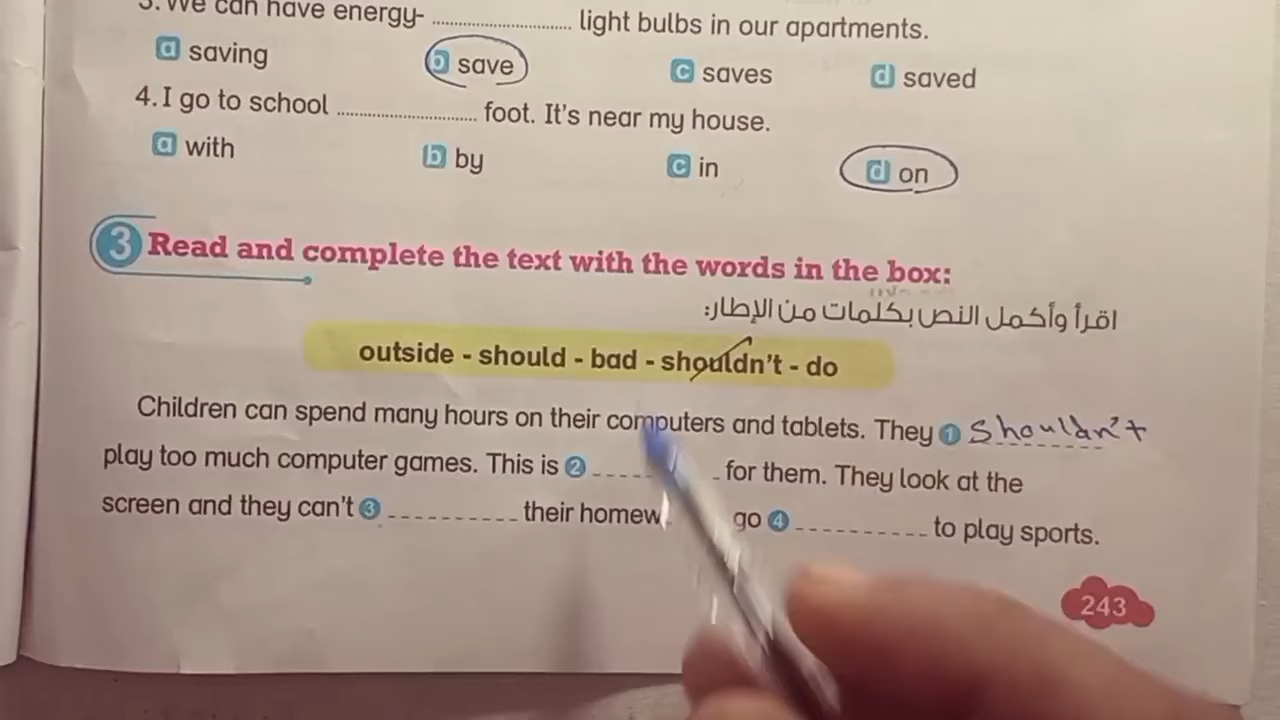 3. We can have energy- .............................. light bulbs in our apartments.
a saving b save c saves d saved
4. I go to school .............................. foot. It's near my house.
a with b by c in d on
3 Read and complete the text with the words in the box:
اقرأ وأكمل النص بكلمات من الإطار:
outside - should - bad - shouldn't - do
Children can spend many hours on their computers and tablets. They 1 shouldn't
play too much computer games. This is 2 __________ for them. They look at the
screen and they can't 3 __________ their go 4 __________ to play sports.
243